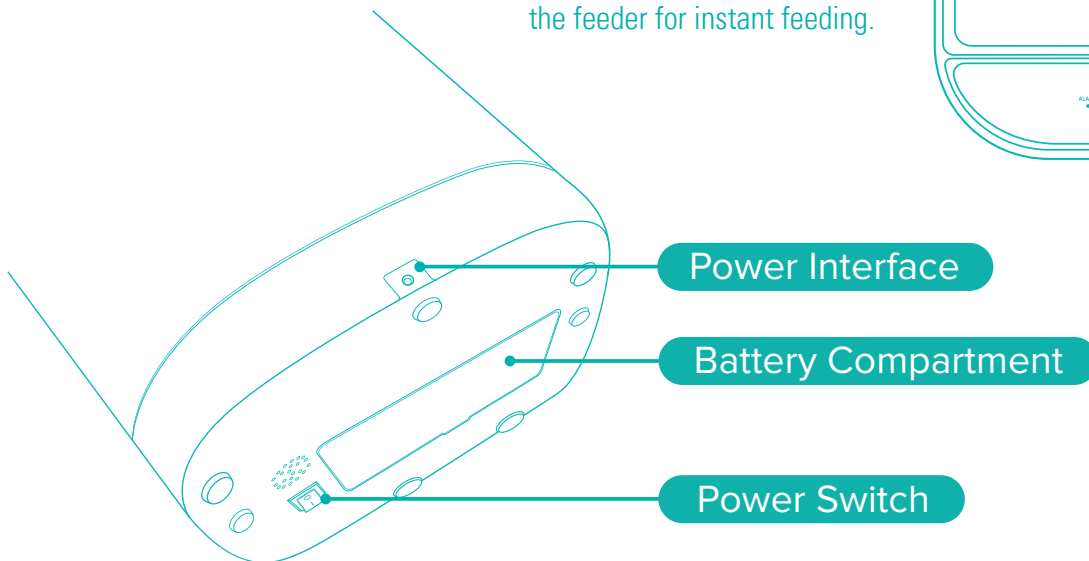 the feeder for instant feeding.
Power Interface
Battery Compartment
Power Switch